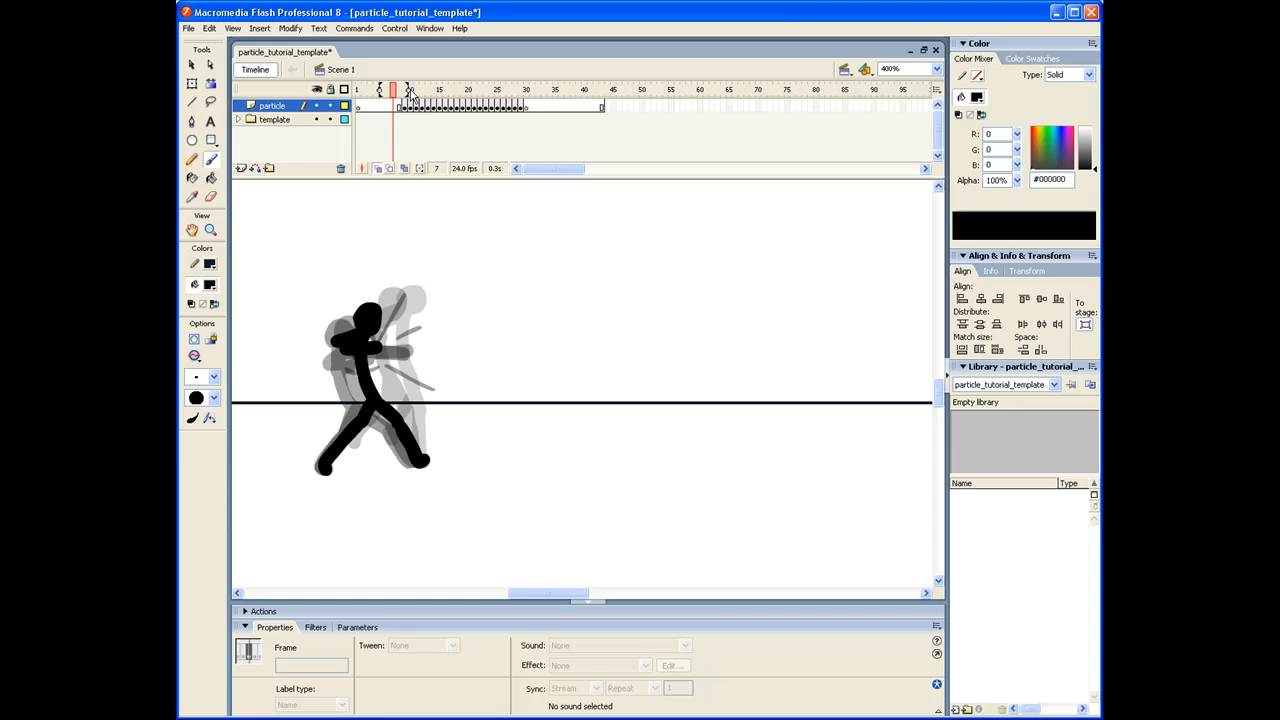 Macromedia Flash Professional 8 - [particle_tutorial_template*]
File Edit View Insert Modify Text Commands Control Window Help
Tools
View
Colors
Options
particle_tutorial_template*
Timeline
Scene 1
400%
1 5 10 15 20 25 30 35 40 45 50 55 60 65 70 75 80 85 90 95
particle
template
7 24.0 fps 0.3s
Actions
Properties Filters Parameters
Frame
Tween: None
Sound: None
Effect: None Edit...
Label type:
Name
Sync: Stream Repeat 1
No sound selected
Color
Color Mixer Color Swatches
Type: Solid
R: 0
G: 0
B: 0
Alpha: 100% #000000
Align & Info & Transform
Align Info Transform
Align:
Distribute:
Match size: Space:
To stage:
Library - particle_tutorial_...
particle_tutorial_template
Empty library
Name Type